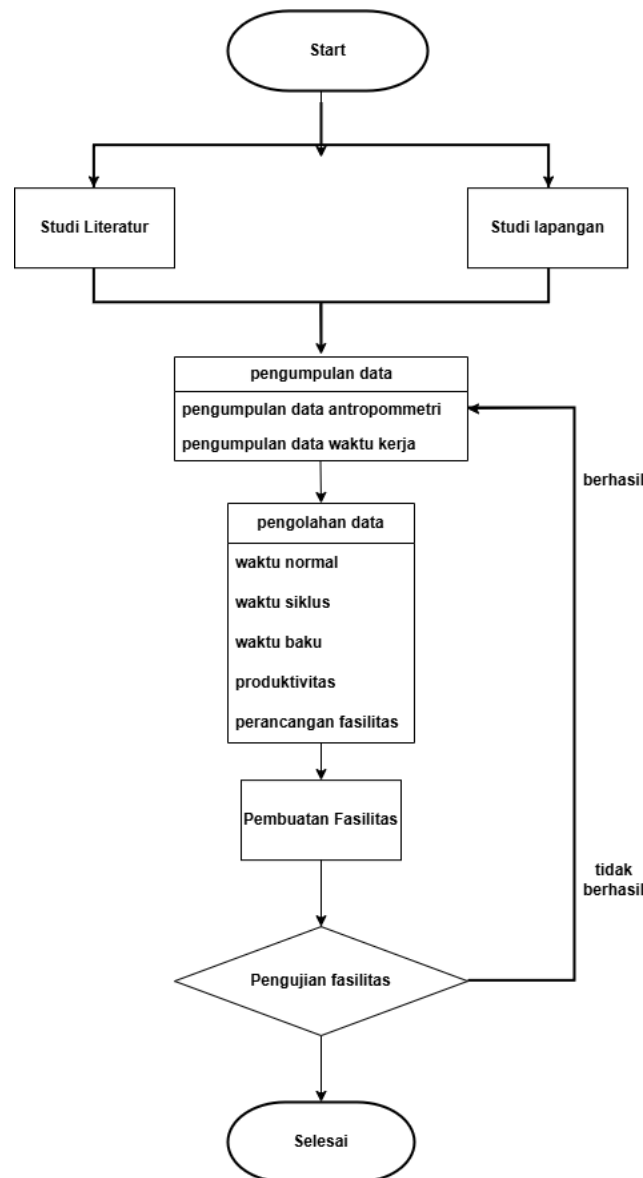 Start
Studi Literatur
Studi lapangan
pengumpulan data
pengumpulan data antropommetri
pengumpulan data waktu kerja
berhasil
pengolahan data
waktu normal
waktu siklus
waktu baku
produktivitas
perancangan fasilitas
Pembuatan Fasilitas
tidak
berhasil
Pengujian fasilitas
Selesai